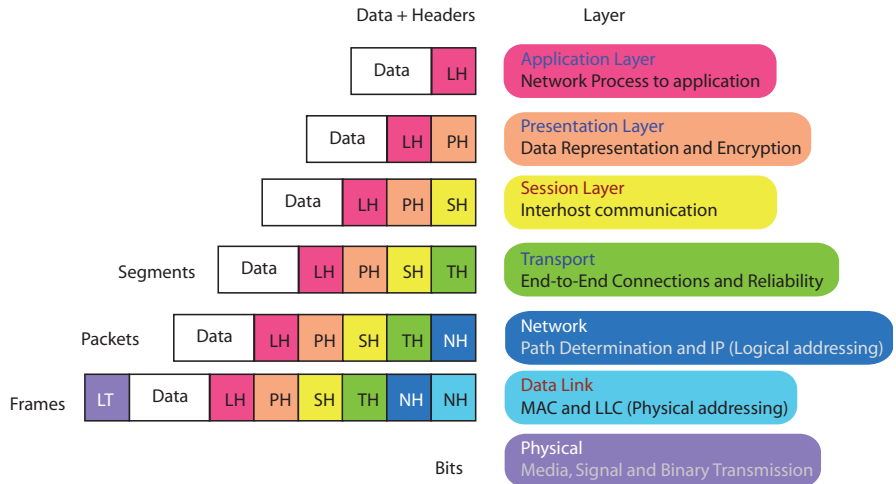 Data + Headers Layer
Data LH Application Layer
Network Process to application
Data LH PH Presentation Layer
Data Representation and Encryption
Data LH PH SH Session Layer
Interhost communication
Segments Data LH PH SH TH Transport
End-to-End Connections and Reliability
Packets Data LH PH SH TH NH Network
Path Determination and IP (Logical addressing)
Frames LT Data LH PH SH TH NH NH Data Link
MAC and LLC (Physical addressing)
Bits Physical
Media, Signal and Binary Transmission